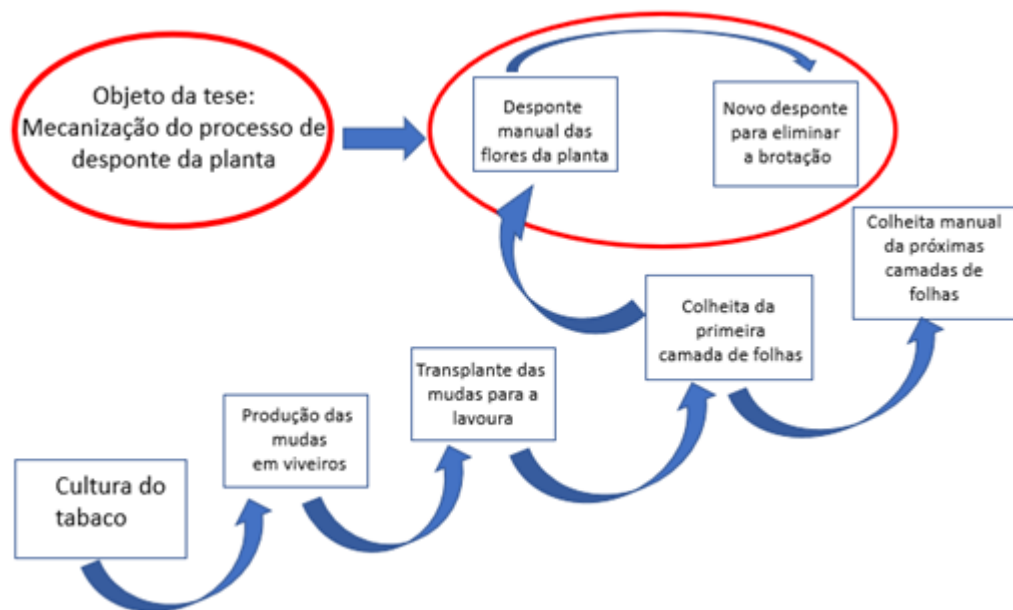 Objeto da tese:
Mecanização do processo de
desponte da planta
Desponte
manual das
flores da planta
Novo desponte
para eliminar
a brotação
Colheita manual
da próximas
camadas de
folhas
Colheita da
primeira
camada de folhas
Transplante das
mudas para a
lavoura
Produção das
mudas
em viveiros
Cultura do
tabaco